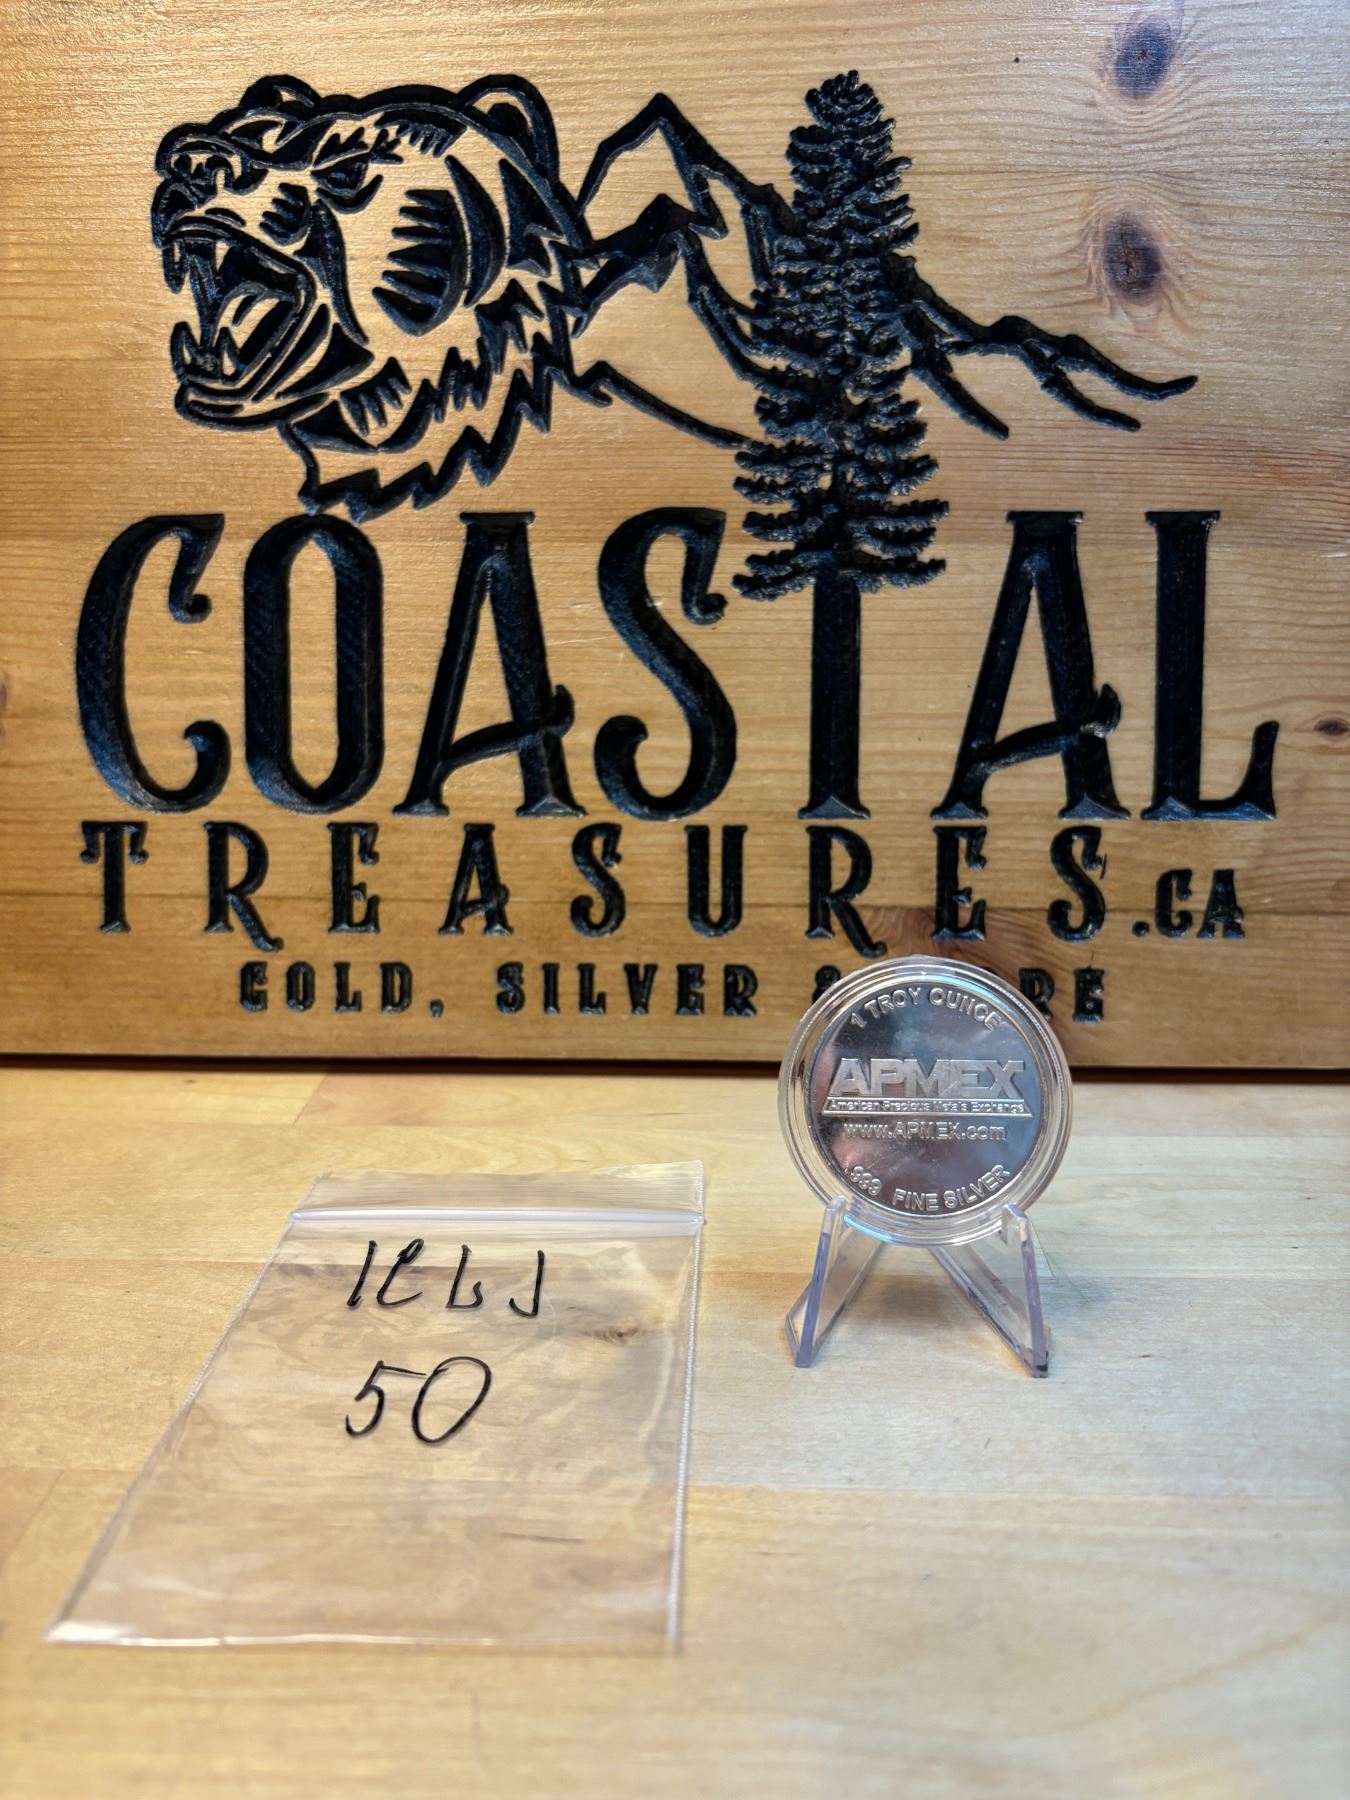 COASTAL
TREASURES.CA
GOLD, SILVER
1 TROY OUNCE
APMEX
American Precious Metals Exchange
www.APMEX.com
.999 FINE SILVER
50